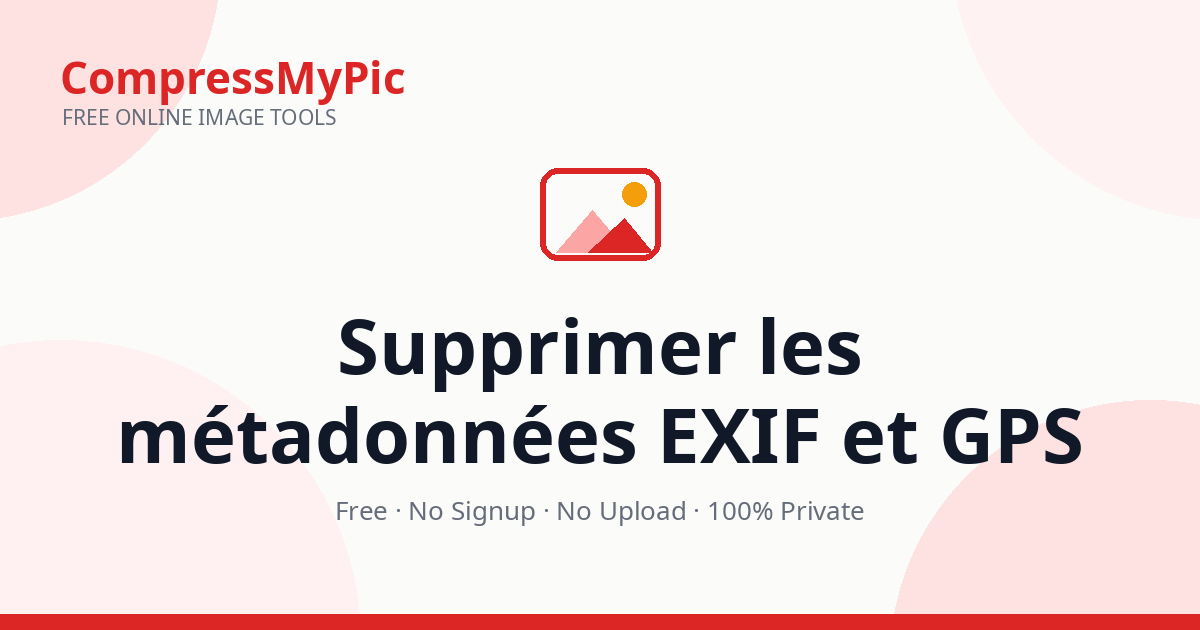 CompressMyPic
FREE ONLINE IMAGE TOOLS
Supprimer les
métadonnées EXIF et GPS
Free · No Signup · No Upload · 100% Private